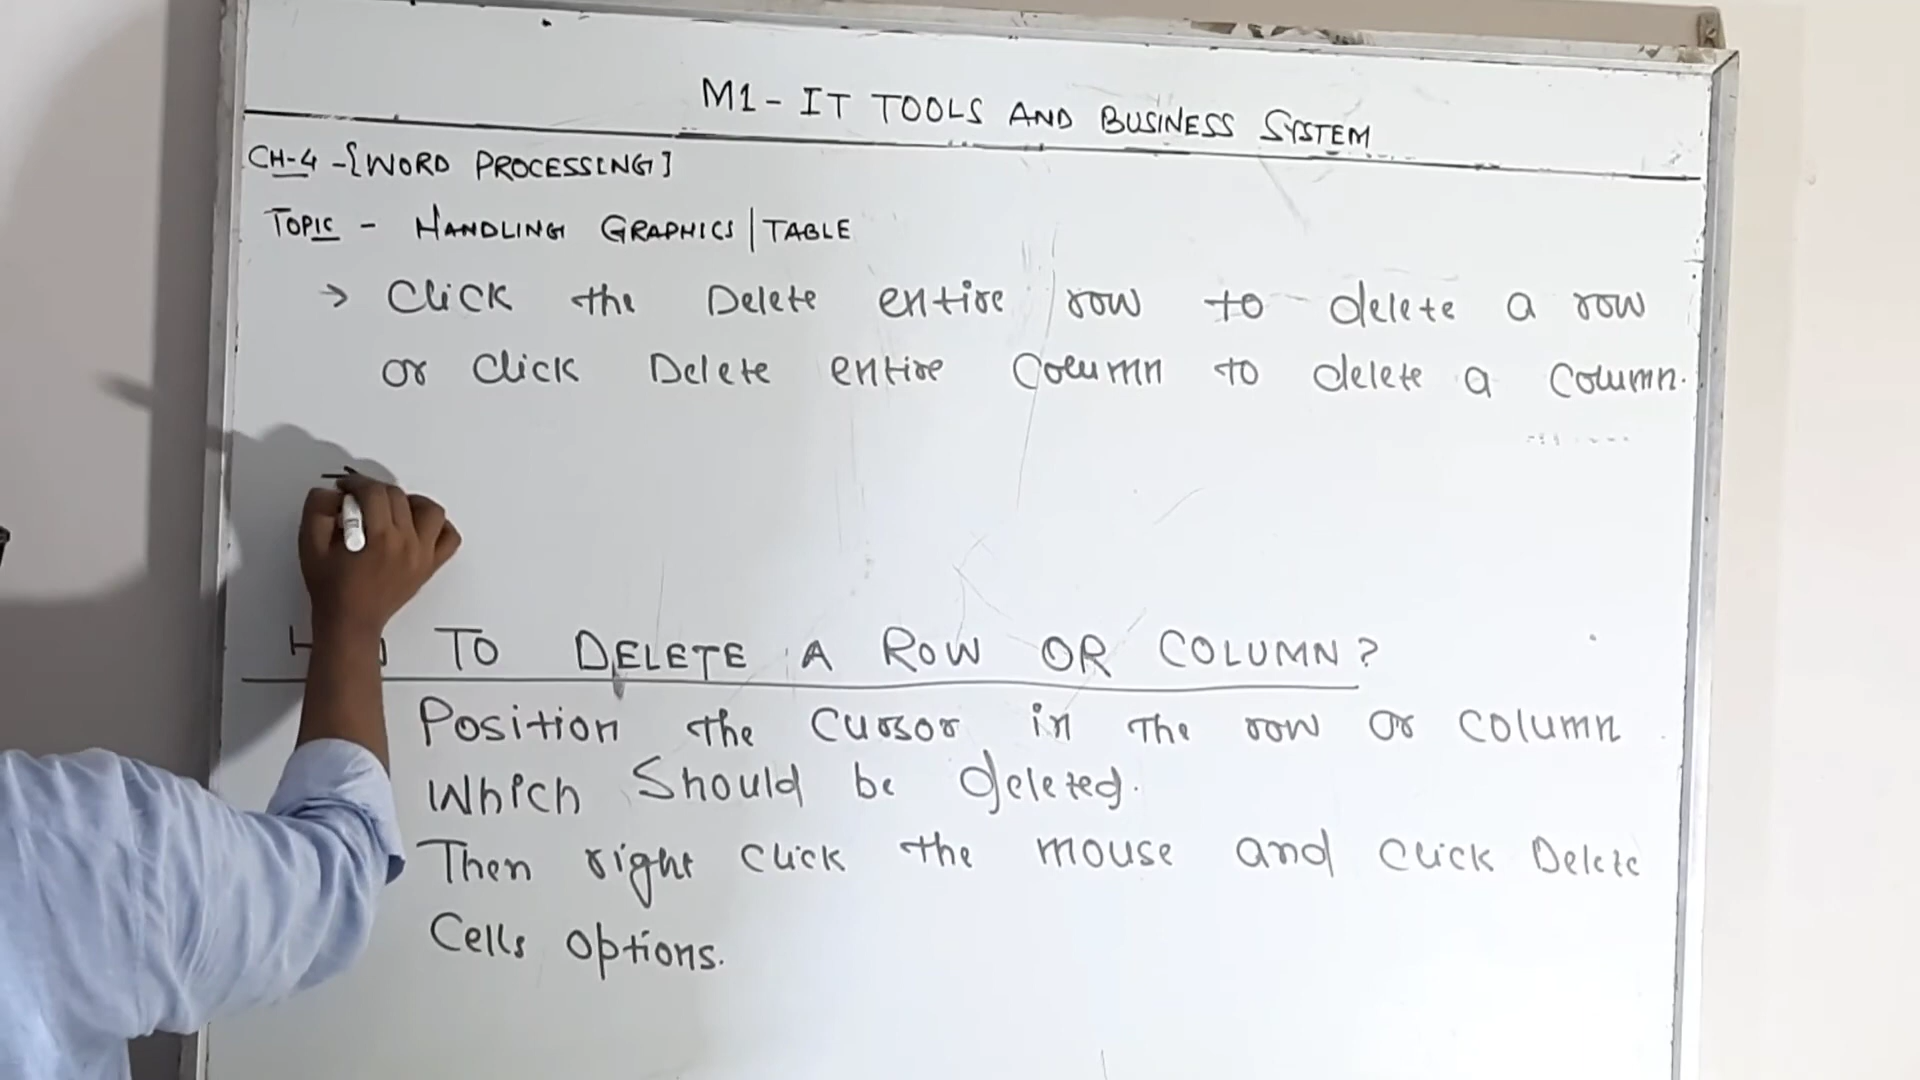 M1 - IT TOOLS AND BUSINESS SYSTEM
CH-4 - [WORD PROCESSING]
TOPIC - HANDLING GRAPHICS | TABLE
→ Click the Delete entire row to delete a row
or Click Delete entire Column to delete a Column.
TO DELETE A ROW OR COLUMN?
Position the Cursor in The row or Column
Which Should be deleted.
Then right Click the mouse and Click Delete
Cells options.